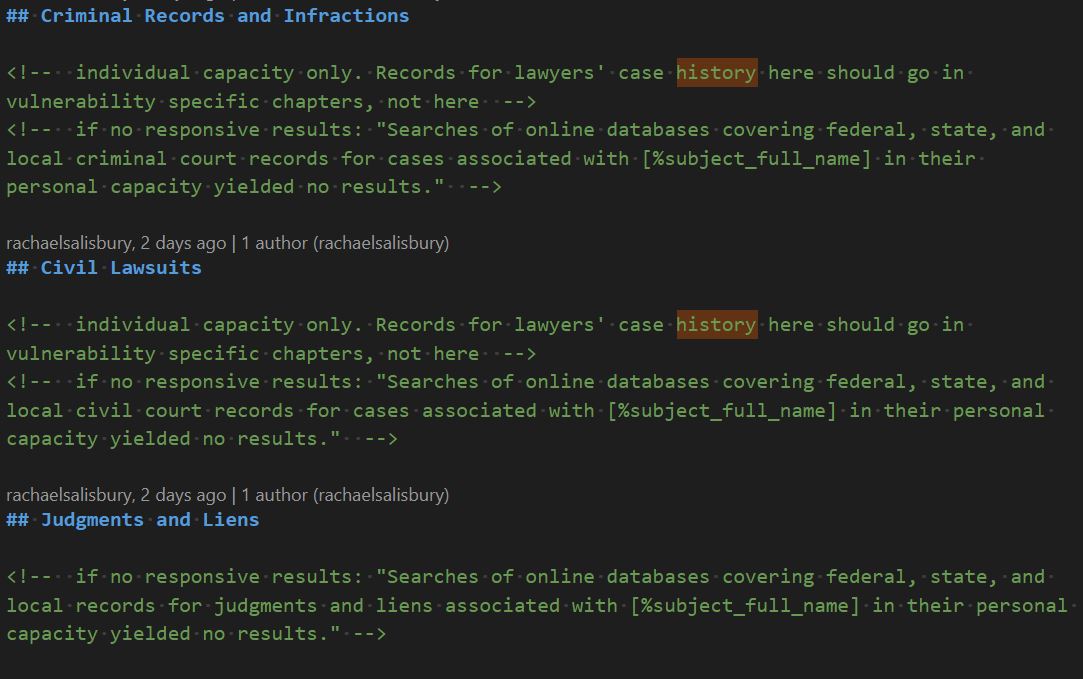 ## Criminal Records and Infractions
<!-- individual capacity only. Records for lawyers' case history here should go in
vulnerability specific chapters, not here -->
<!-- if no responsive results: "Searches of online databases covering federal, state, and
local criminal court records for cases associated with [%subject_full_name] in their
personal capacity yielded no results." -->
rachaelsalisbury, 2 days ago | 1 author (rachaelsalisbury)
## Civil Lawsuits
<!-- individual capacity only. Records for lawyers' case history here should go in
vulnerability specific chapters, not here -->
<!-- if no responsive results: "Searches of online databases covering federal, state, and
local civil court records for cases associated with [%subject_full_name] in their personal
capacity yielded no results." -->
rachaelsalisbury, 2 days ago | 1 author (rachaelsalisbury)
## Judgments and Liens
<!-- if no responsive results: "Searches of online databases covering federal, state, and
local records for judgments and liens associated with [%subject_full_name] in their personal
capacity yielded no results." -->